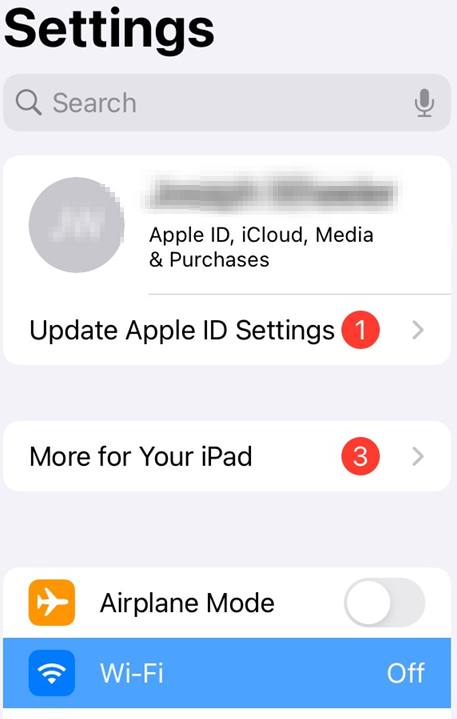 Settings
Search
Apple ID, iCloud, Media
& Purchases
Update Apple ID Settings 1
More for Your iPad 3
Airplane Mode
Wi-Fi Off